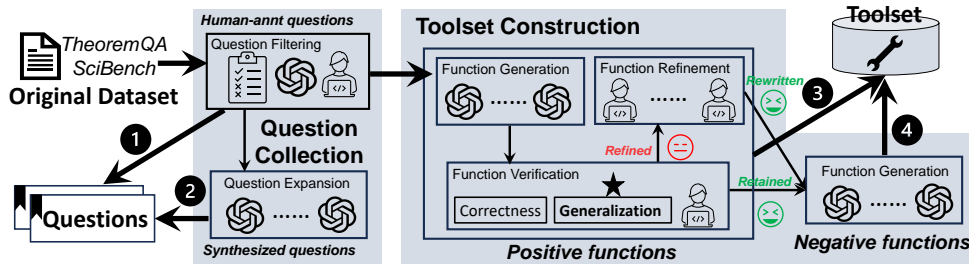 Human-annt questions
TheoremQA
SciBench
Original Dataset
Question Filtering
1
Question
Collection
2
Questions
Question Expansion
......
Synthesized questions
Toolset Construction
Function Generation
......
Function Refinement
......
Refined
Function Verification
Correctness
Generalization
Positive functions
Rewritten
Retained
3
Toolset
4
Function Generation
......
Negative functions